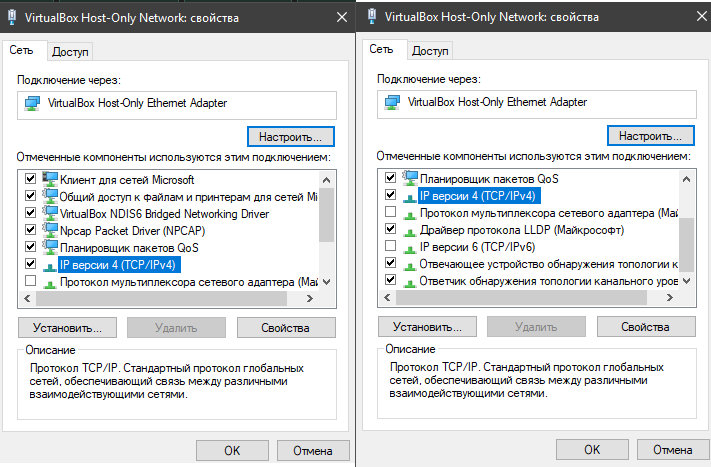 VirtualBox Host-Only Network: свойства
Сеть
Доступ
Подключение через:
VirtualBox Host-Only Ethernet Adapter
Настроить...
Отмеченные компоненты используются этим подключением:
Клиент для сетей Microsoft
Общий доступ к файлам и принтерам для сетей Mi
VirtualBox NDIS6 Bridged Networking Driver
Npcap Packet Driver (NPCAP)
Планировщик пакетов QoS
IP версии 4 (TCP/IPv4)
Протокол мультиплексора сетевого адаптера (Май
Установить...
Удалить
Свойства
Описание
Протокол TCP/IP. Стандартный протокол глобальных
сетей, обеспечивающий связь между различными
взаимодействующими сетями.
OK
Отмена
VirtualBox Host-Only Network: свойства
Сеть
Доступ
Подключение через:
VirtualBox Host-Only Ethernet Adapter
Настроить...
Отмеченные компоненты используются этим подключением:
Планировщик пакетов QoS
IP версии 4 (TCP/IPv4)
Протокол мультиплексора сетевого адаптера (Май
Драйвер протокола LLDP (Майкрософт)
IP версии 6 (TCP/IPv6)
Отвечающее устройство обнаружения топологии к
Ответчик обнаружения топологии канального уров
Установить...
Удалить
Свойства
Описание
Протокол TCP/IP. Стандартный протокол глобальных
сетей, обеспечивающий связь между различными
взаимодействующими сетями.
OK
Отмена